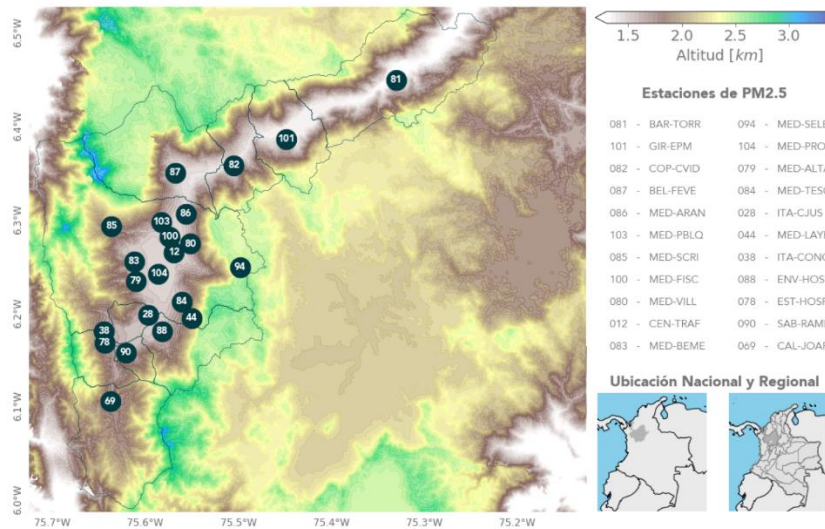 6.5°W
6.4°W
6.3°W
6.2°W
6.1°W
6.0°W
75.7°W 75.6°W 75.5°W 75.4°W 75.3°W 75.2°W
81
101
82
87
86
85
103
100
80
12
83
94
104
79
84
28
44
38
88
78
90
69
1.5 2.0 2.5 3.0
Altitud [km]
Estaciones de PM2.5
081 - BAR-TORR
101 - GIR-EPM
082 - COP-CVID
087 - BEL-FEVE
086 - MED-ARAN
103 - MED-PBLQ
085 - MED-SCRI
100 - MED-FISC
080 - MED-VILL
012 - CEN-TRAF
083 - MED-BEME
094 - MED-SELE
104 - MED-PRO
079 - MED-ALTA
084 - MED-TESO
028 - ITA-CJUS
044 - MED-LAY
038 - ITA-CONC
088 - ENV-HOS
078 - EST-HOS
090 - SAB-RAM
069 - CAL-JOA
Ubicación Nacional y Regional